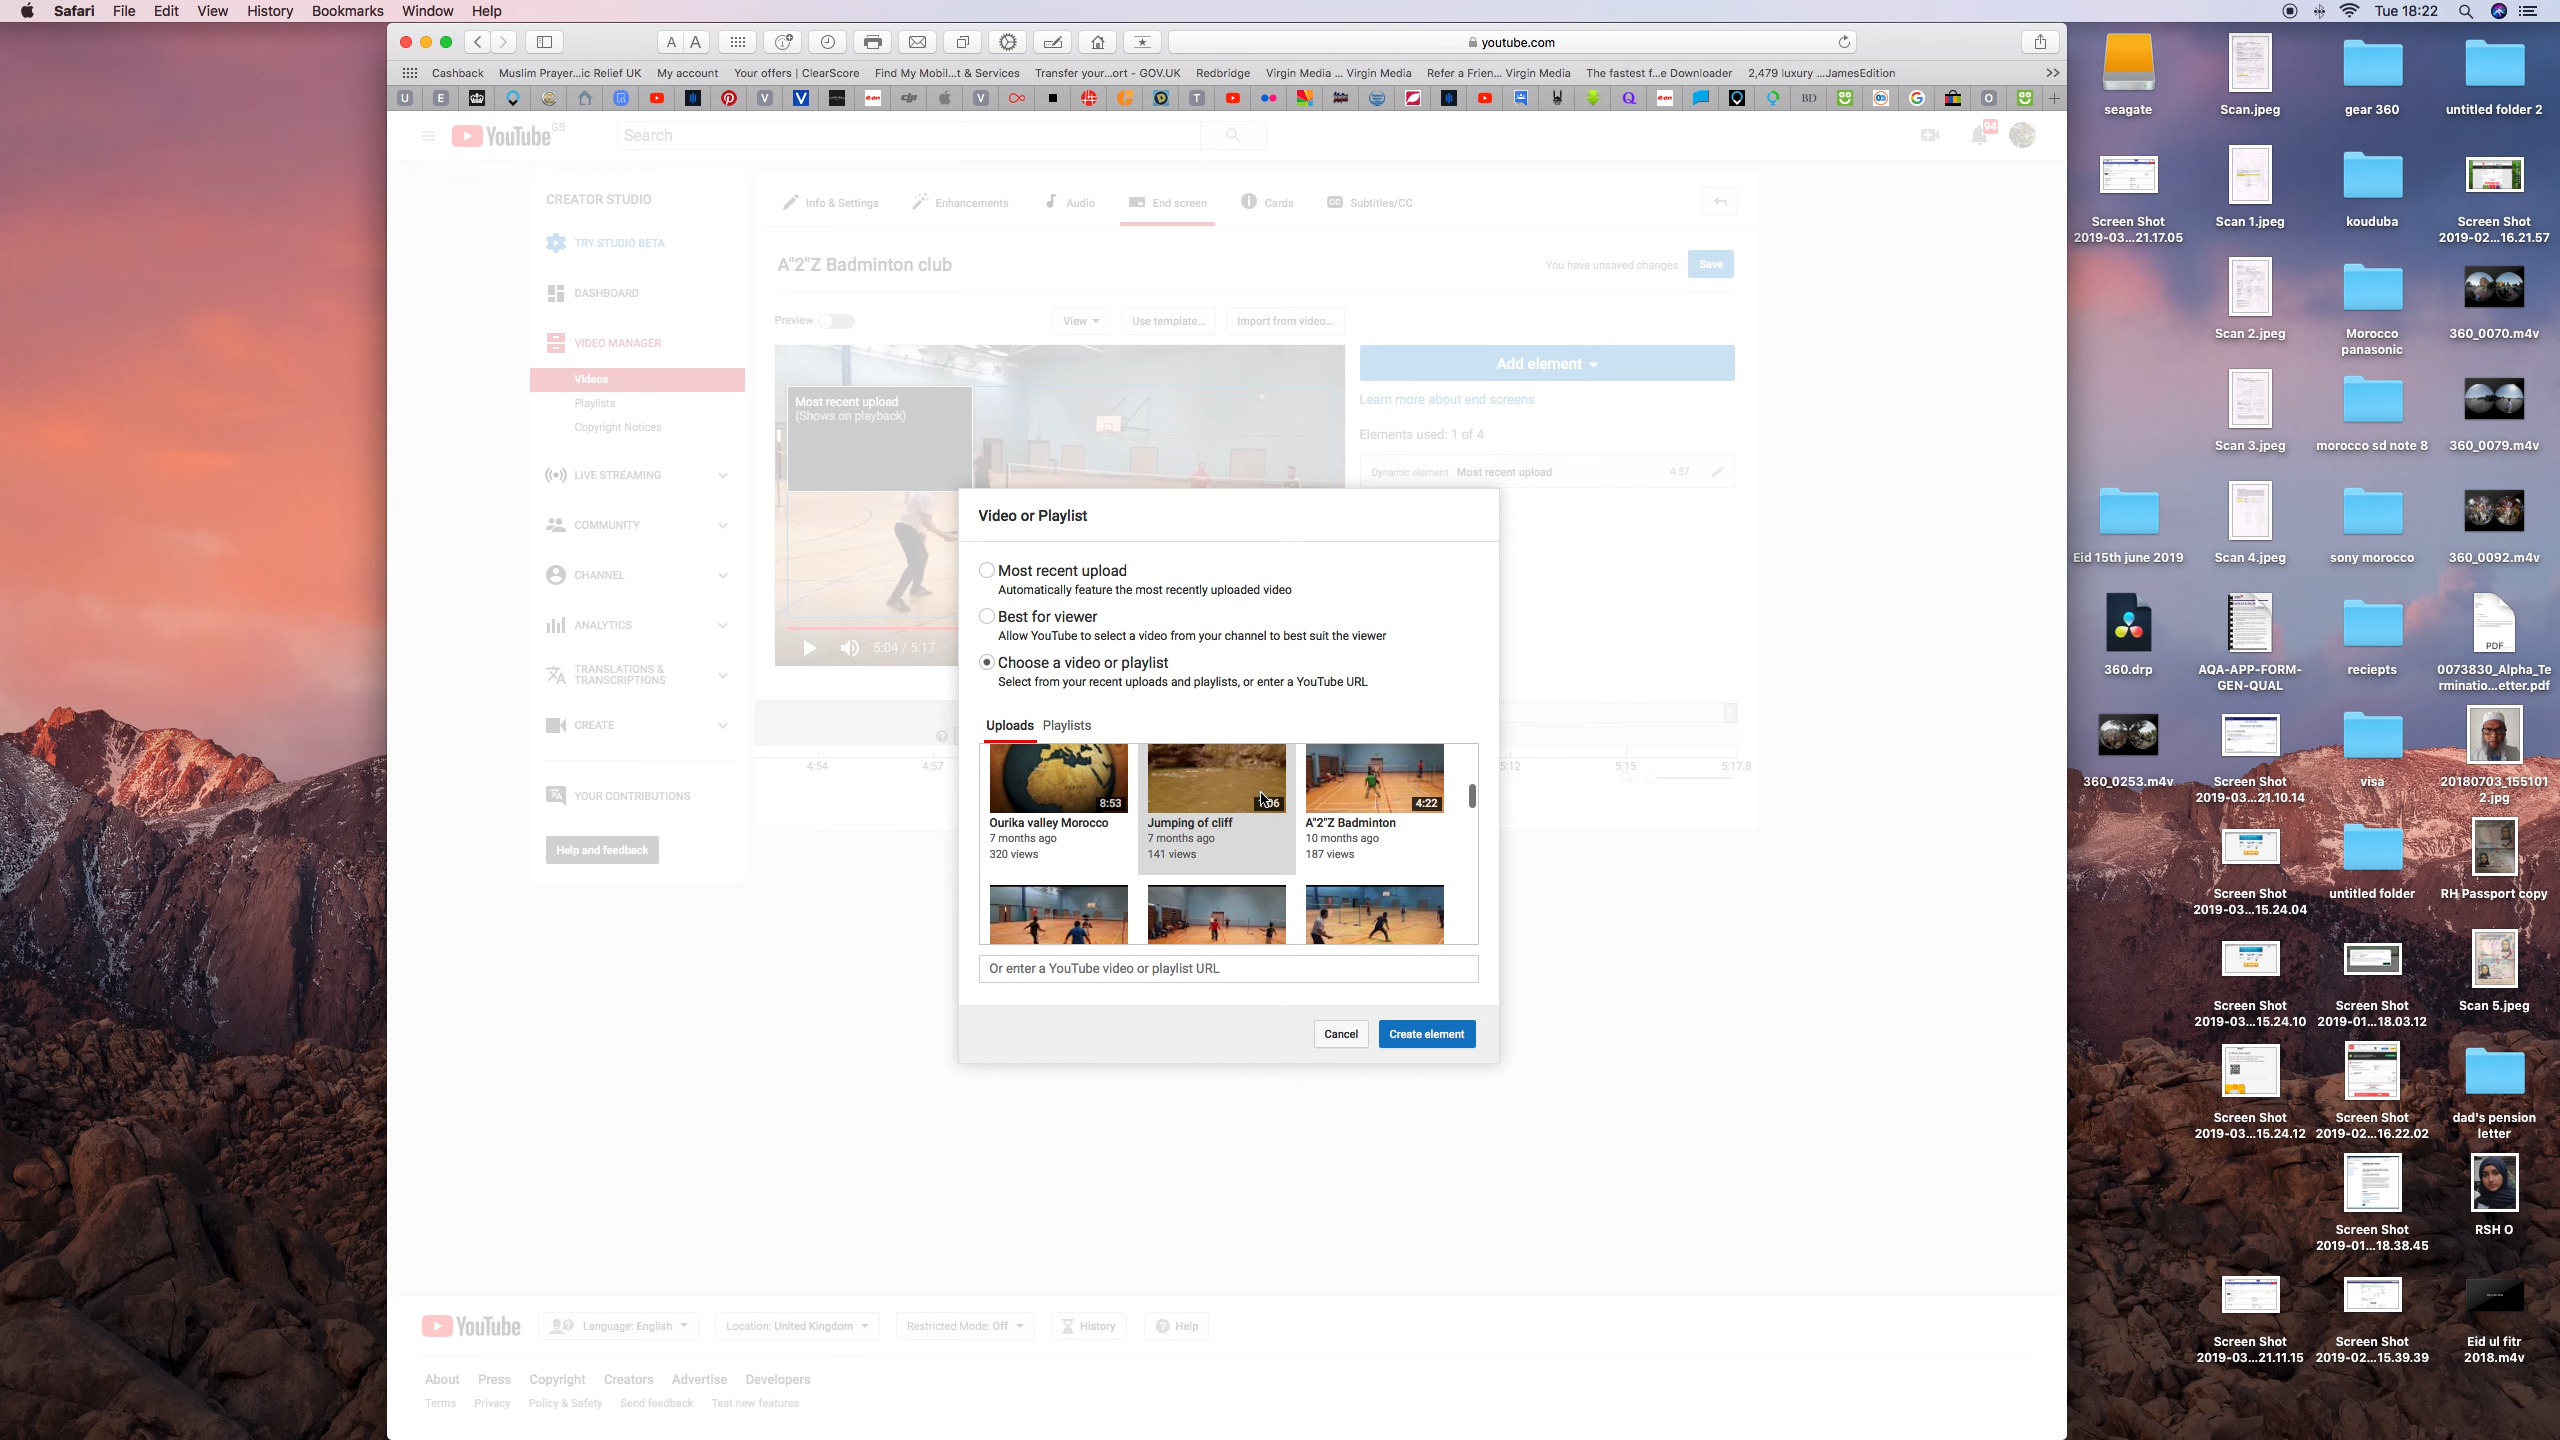 Safari File Edit View History Bookmarks Window Help
Tue 18:22
youtube.com
Cashback Muslim Prayer...ic Relief UK My account Your offers | ClearScore Find My Mobil...t & Services Transfer your...ort - GOV.UK Redbridge Virgin Media ... Virgin Media Refer a Frien... Virgin Media The fastest f...e Downloader 2,479 luxury ...JamesEdition
YouTube GB
Search
94
CREATOR STUDIO
TRY STUDIO BETA
DASHBOARD
VIDEO MANAGER
Videos
Playlists
Copyright Notices
LIVE STREAMING
COMMUNITY
CHANNEL
ANALYTICS
TRANSLATIONS &
TRANSCRIPTIONS
CREATE
YOUR CONTRIBUTIONS
Help and feedback
Info & Settings Enhancements Audio End screen Cards Subtitles/CC
A"2"Z Badminton club
You have unsaved changes Save
Preview View Use template... Import from video...
Most recent upload
(Shows on playback)
5:04 / 5:17
Add element
Learn more about end screens
Elements used: 1 of 4
Dynamic element Most recent upload 4:57
4:54 4:57 5:12 5:15 5:17.8
Video or Playlist
Most recent upload
Automatically feature the most recently uploaded video
Best for viewer
Allow YouTube to select a video from your channel to best suit the viewer
Choose a video or playlist
Select from your recent uploads and playlists, or enter a YouTube URL
Uploads Playlists
8:53
4:22
Ourika valley Morocco
7 months ago
320 views
Jumping of cliff
7 months ago
141 views
A"2"Z Badminton
10 months ago
187 views
Or enter a YouTube video or playlist URL
Cancel Create element
YouTube Language: English Location: United Kingdom Restricted Mode: Off History Help
About Press Copyright Creators Advertise Developers
Terms Privacy Policy & Safety Send feedback Test new features
seagate
Scan.jpeg
gear 360
untitled folder 2
Screen Shot
2019-03...21.17.05
Scan 1.jpeg
kouduba
Screen Shot
2019-02...16.21.57
Scan 2.jpeg
Morocco
panasonic
360_0070.m4v
Scan 3.jpeg
morocco sd note 8
360_0079.m4v
Eid 15th june 2019
Scan 4.jpeg
sony morocco
360_0092.m4v
360.drp
AQA-APP-FORM-
GEN-QUAL
reciepts
PDF
0073830_Alpha_Te
rminatio...etter.pdf
360_0253.m4v
Screen Shot
2019-03...21.10.14
visa
20180703_155101
2.jpg
Screen Shot
2019-03...15.24.04
untitled folder
RH Passport copy
Screen Shot
2019-03...15.24.10
Screen Shot
2019-01...18.03.12
Scan 5.jpeg
Screen Shot
2019-03...15.24.12
Screen Shot
2019-02...16.22.02
dad's pension
letter
Screen Shot
2019-01...18.38.45
RSH O
Screen Shot
2019-03...21.11.15
Screen Shot
2019-02...15.39.39
Eid ul fitr
2018.m4v